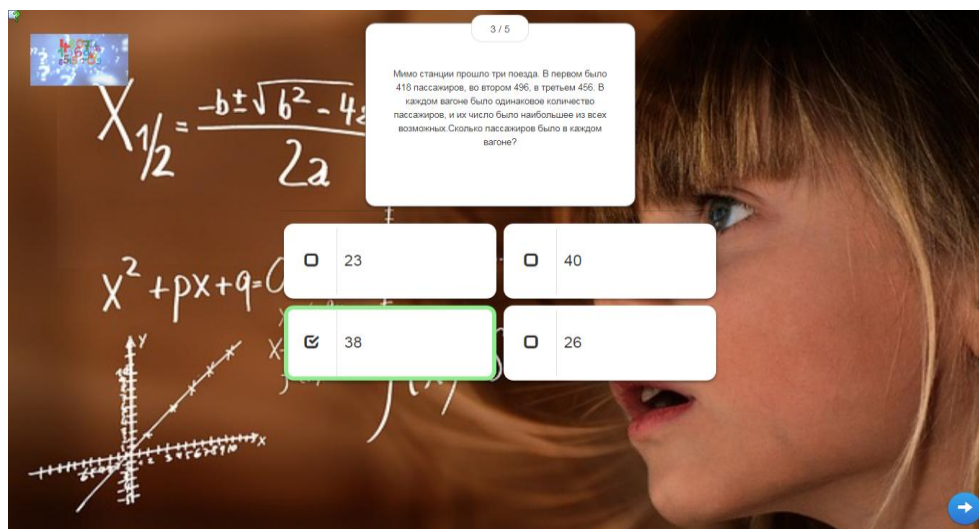 3 / 5
Мимо станции прошло три поезда. В первом было
418 пассажиров, во втором 496, в третьем 456. В
каждом вагоне было одинаковое количество
пассажиров, и их число было наибольшее из всех
возможных.Сколько пассажиров было в каждом
вагоне?
X1/2 = -b±√b²-4
2a
x²+px+q=0
23
40
38
26
y
x